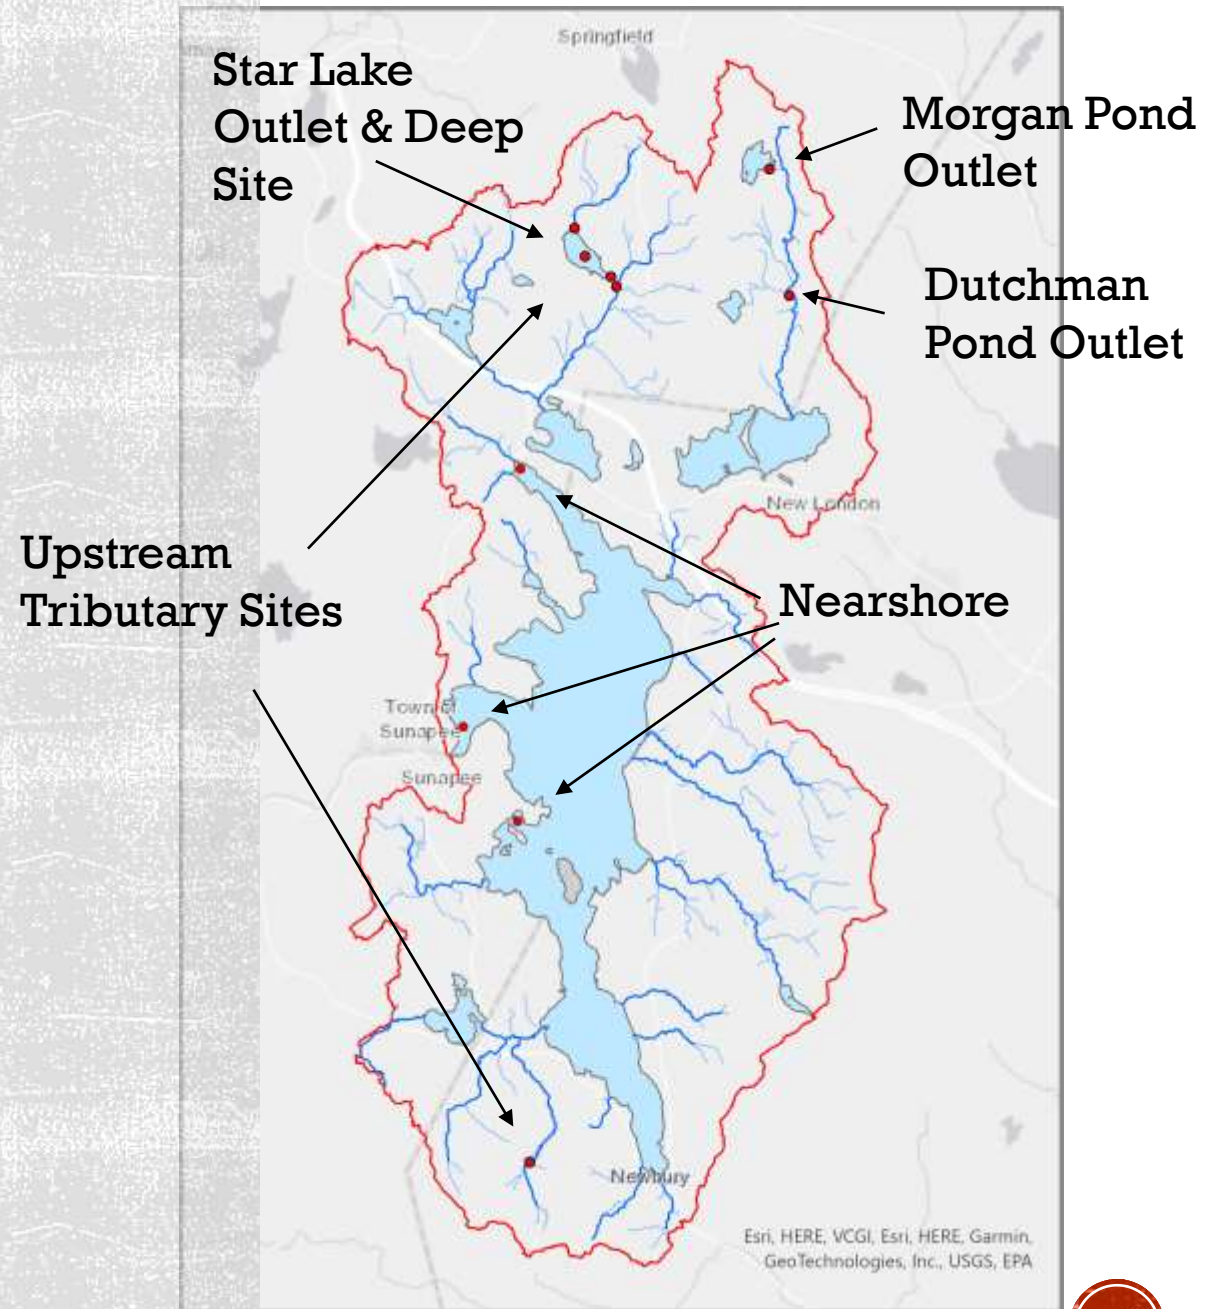 Springfield
Star Lake
Outlet & Deep
Site
Morgan Pond
Outlet
Dutchman
Pond Outlet
New London
Upstream
Tributary Sites
Nearshore
Town of
Sunapee
Sunapee
Newbury
Esri, HERE, VCGI, Esri, HERE, Garmin,
GeoTechnologies, Inc., USGS, EPA